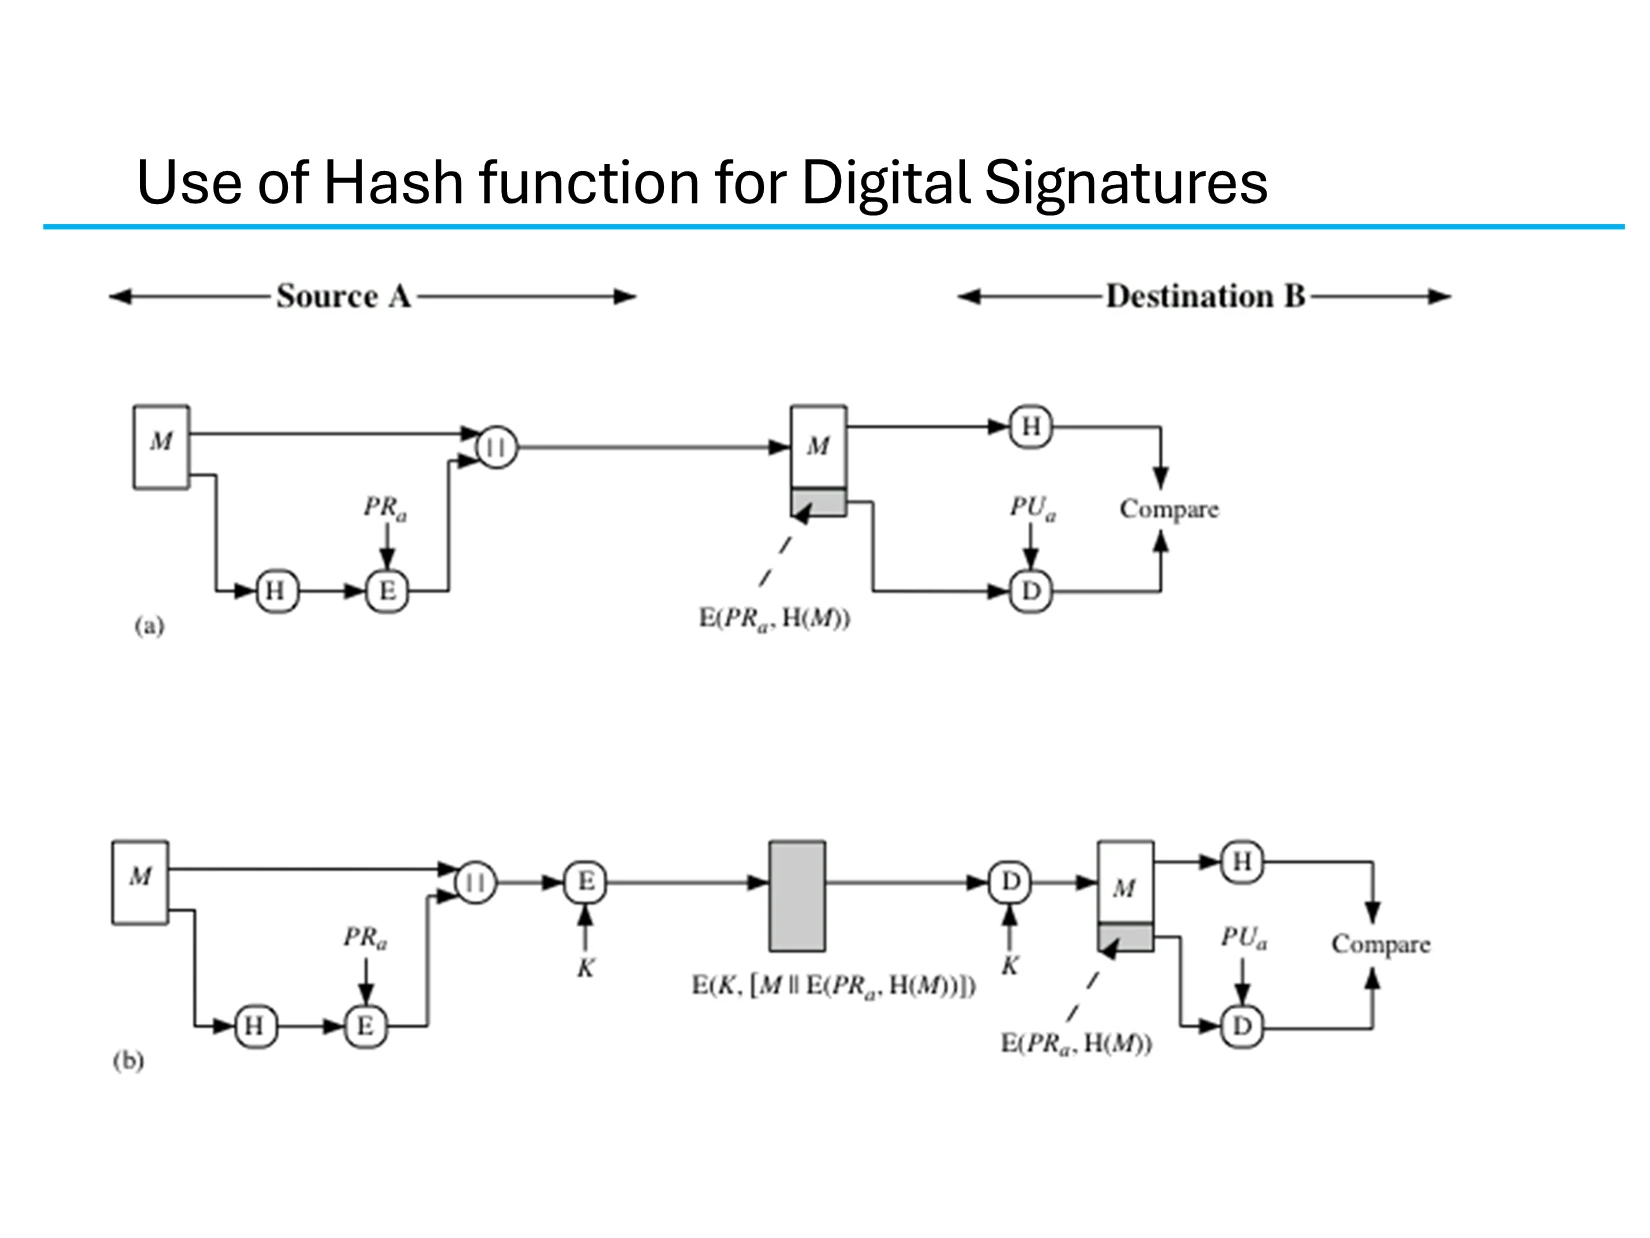 Use of Hash function for Digital Signatures
Source A
Destination B
M
||
M
H
PRa
PUa
Compare
H
E
D
E(PRa, H(M))
(a)
M
||
E
D
M
H
PRa
K
K
PUa
Compare
E(K, [M || E(PRa, H(M))])
H
E
D
E(PRa, H(M))
(b)